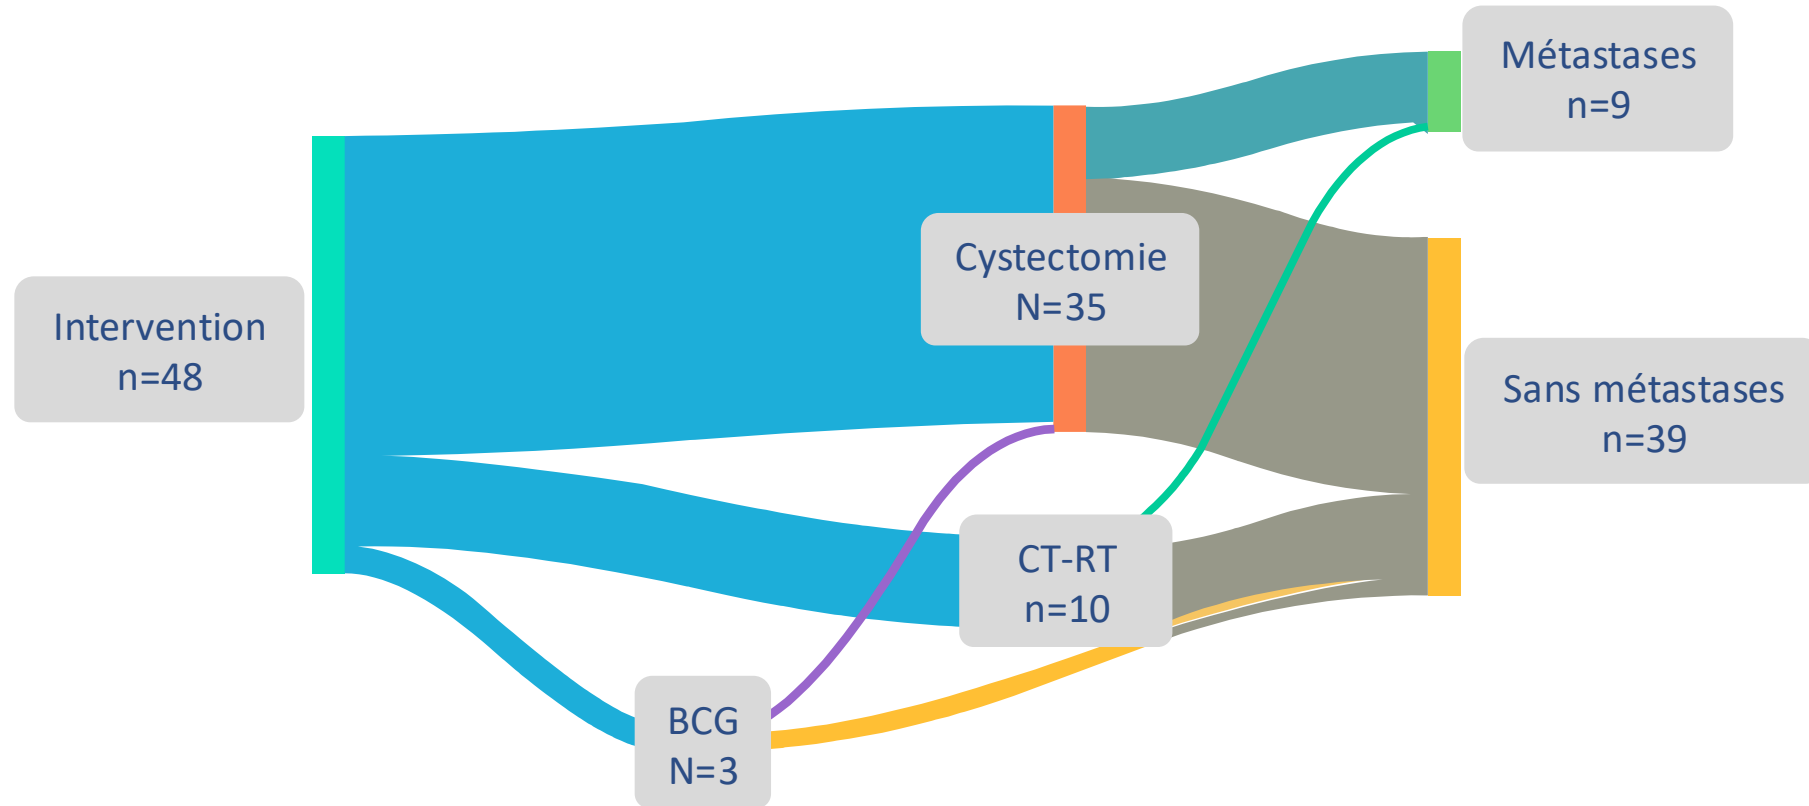 Intervention
n=48
Cystectomie
N=35
CT-RT
n=10
BCG
N=3
Métastases
n=9
Sans métastases
n=39